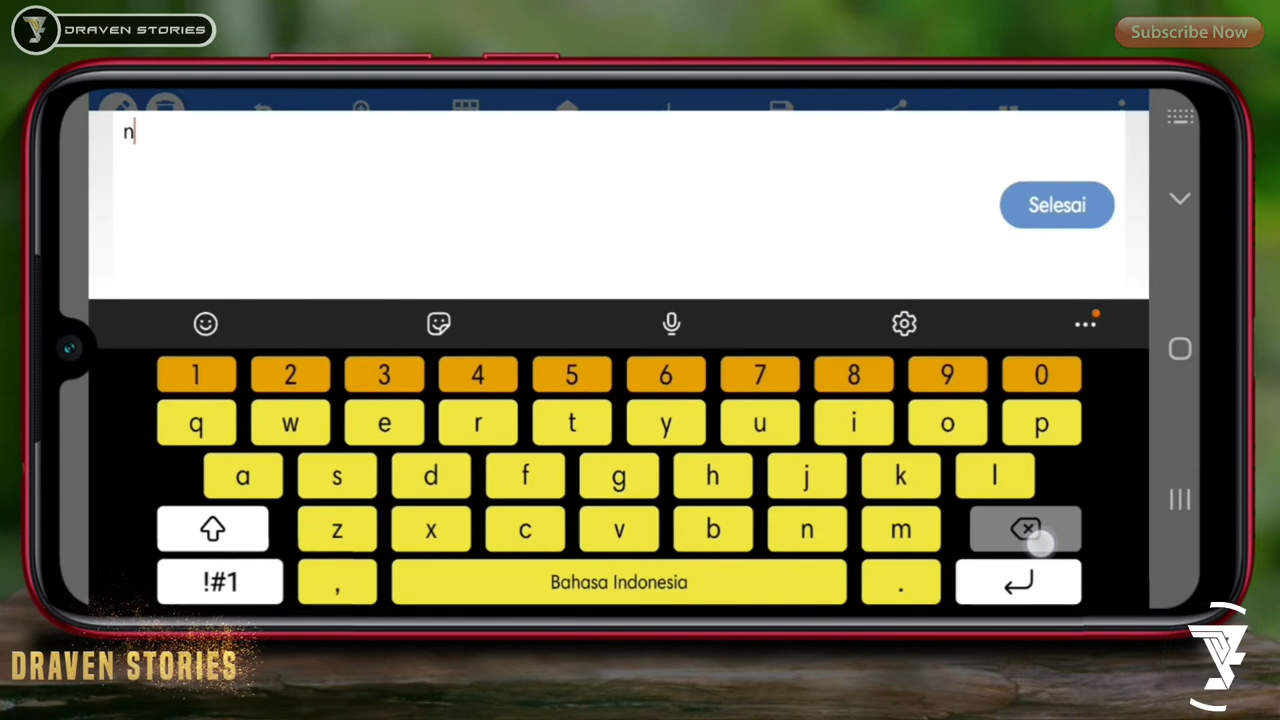 DRAVEN STORIES
Subscribe Now
n
Selesai
1 2 3 4 5 6 7 8 9 0
q w e r t y u i o p
a s d f g h j k l
z x c v b n m
!#1 , Bahasa Indonesia .
DRAVEN STORIES